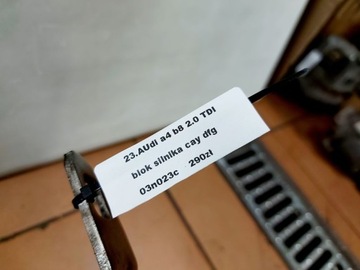 23.AUdI a4 b8 2.0 TDI
blok silnika cay dfg
03n023c 290zł